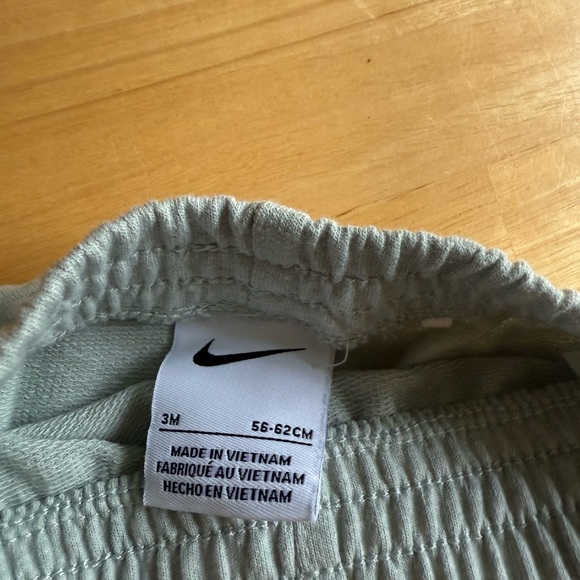 3M 56-62CM
MADE IN VIETNAM
FABRIQUÉ AU VIETNAM
HECHO EN VIETNAM